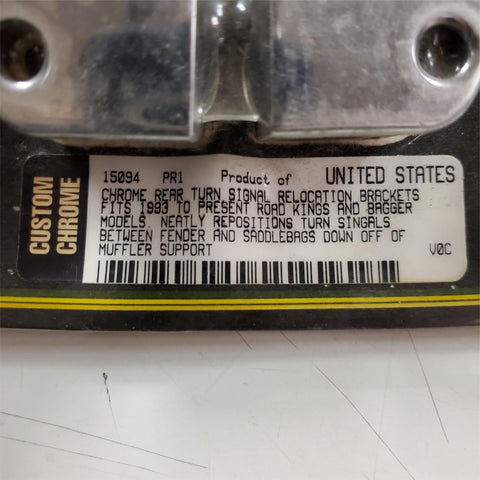 CUSTOM
CHROME
15094 PR1 Product of UNITED STATES
CHROME REAR TURN SIGNAL RELOCATION BRACKETS
FITS 1993 TO PRESENT ROAD KINGS AND BAGGER
MODELS. NEATLY REPOSITIONS TURN SINGALS
BETWEEN FENDER AND SADDLEBAGS DOWN OFF OF
MUFFLER SUPPORT V0C